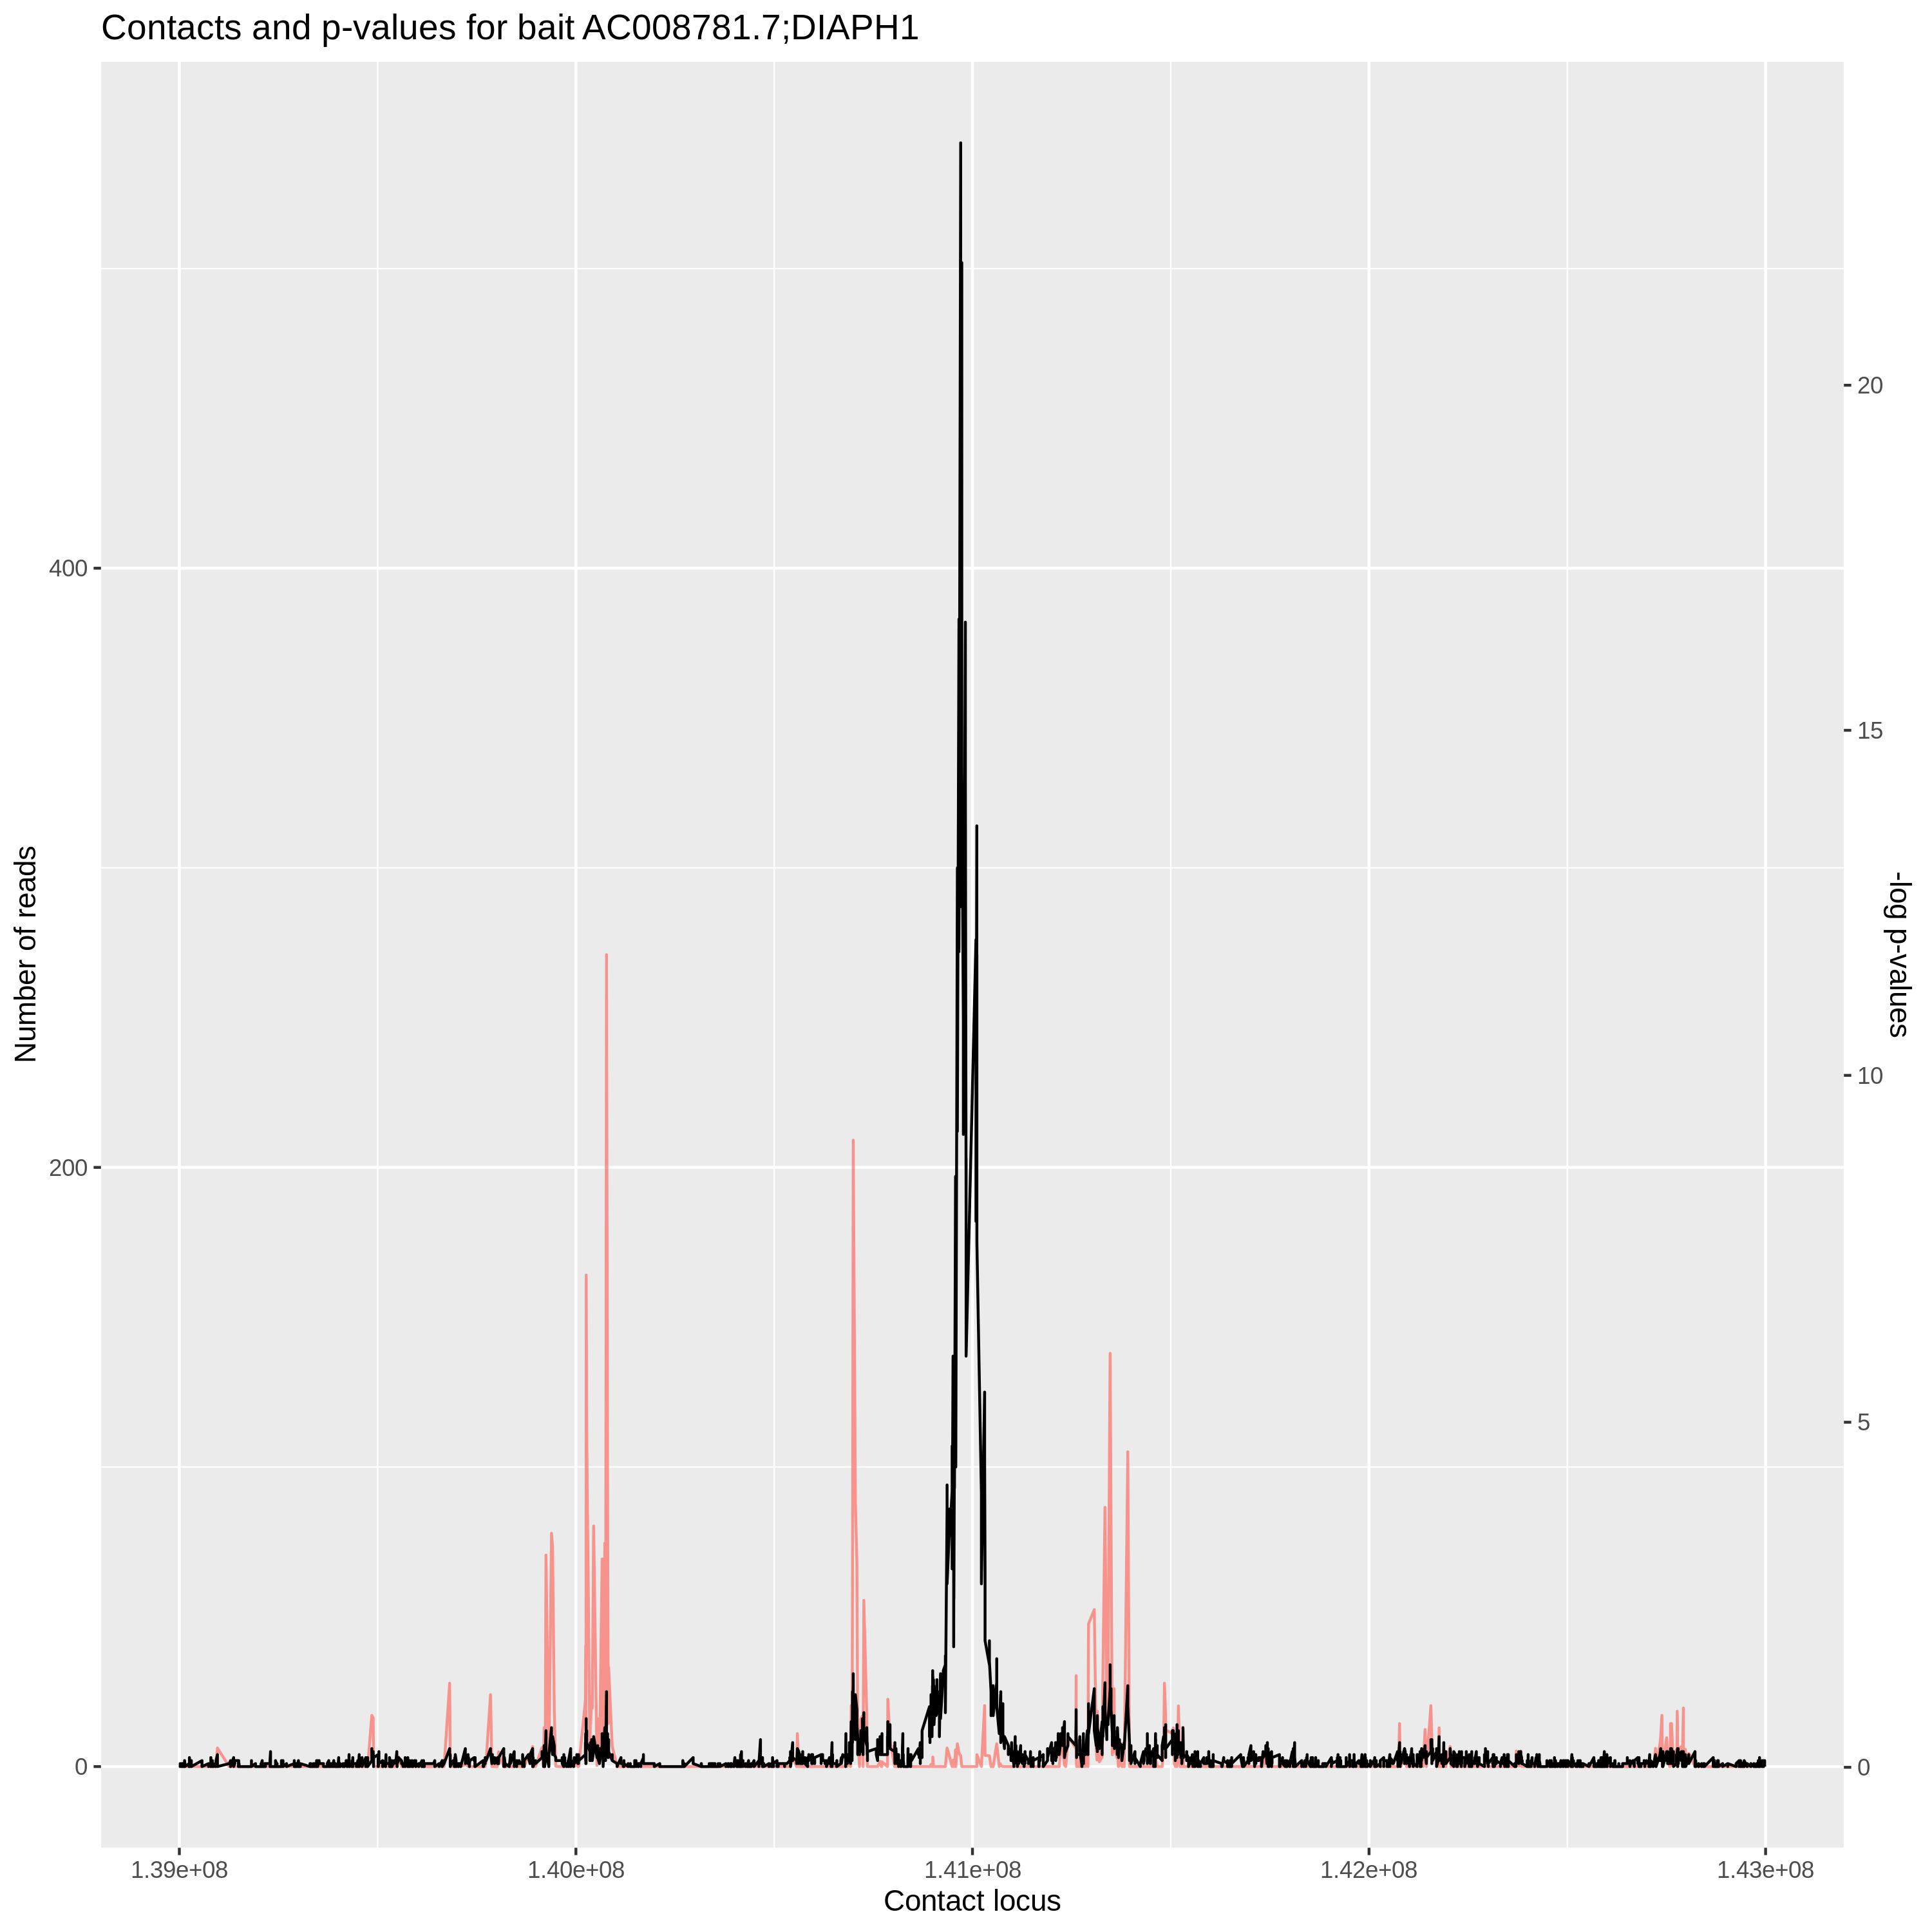 Contacts and p-values for bait AC008781.7;DIAPH1
Number of reads
400
200
0
20
15
10
5
0
-log p-values
1.39e+08 1.40e+08 1.41e+08 1.42e+08 1.43e+08
Contact locus